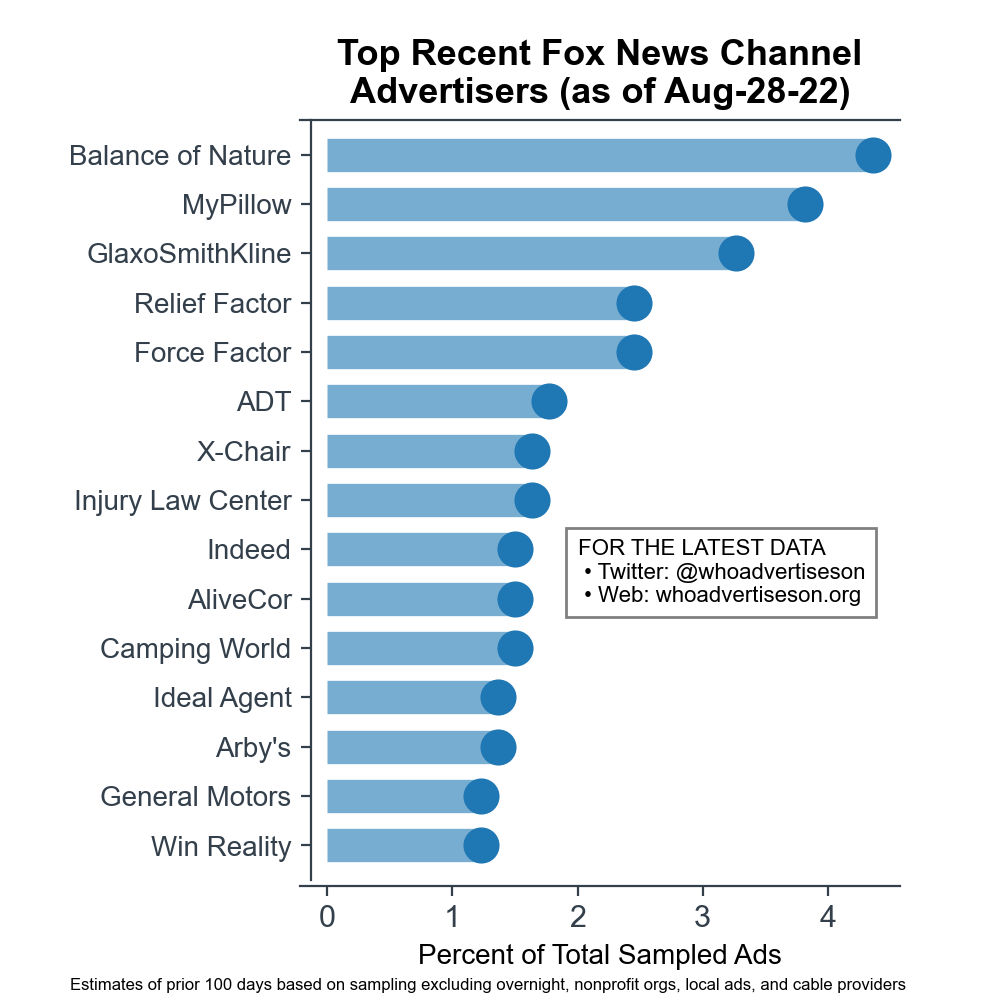 Top Recent Fox News Channel
Advertisers (as of Aug-28-22)
Balance of Nature
MyPillow
GlaxoSmithKline
Relief Factor
Force Factor
ADT
X-Chair
Injury Law Center
Indeed
AliveCor
Camping World
Ideal Agent
Arby's
General Motors
Win Reality
FOR THE LATEST DATA
• Twitter: @whoadvertiseson
• Web: whoadvertiseson.org
0 1 2 3 4
Percent of Total Sampled Ads
Estimates of prior 100 days based on sampling excluding overnight, nonprofit orgs, local ads, and cable providers